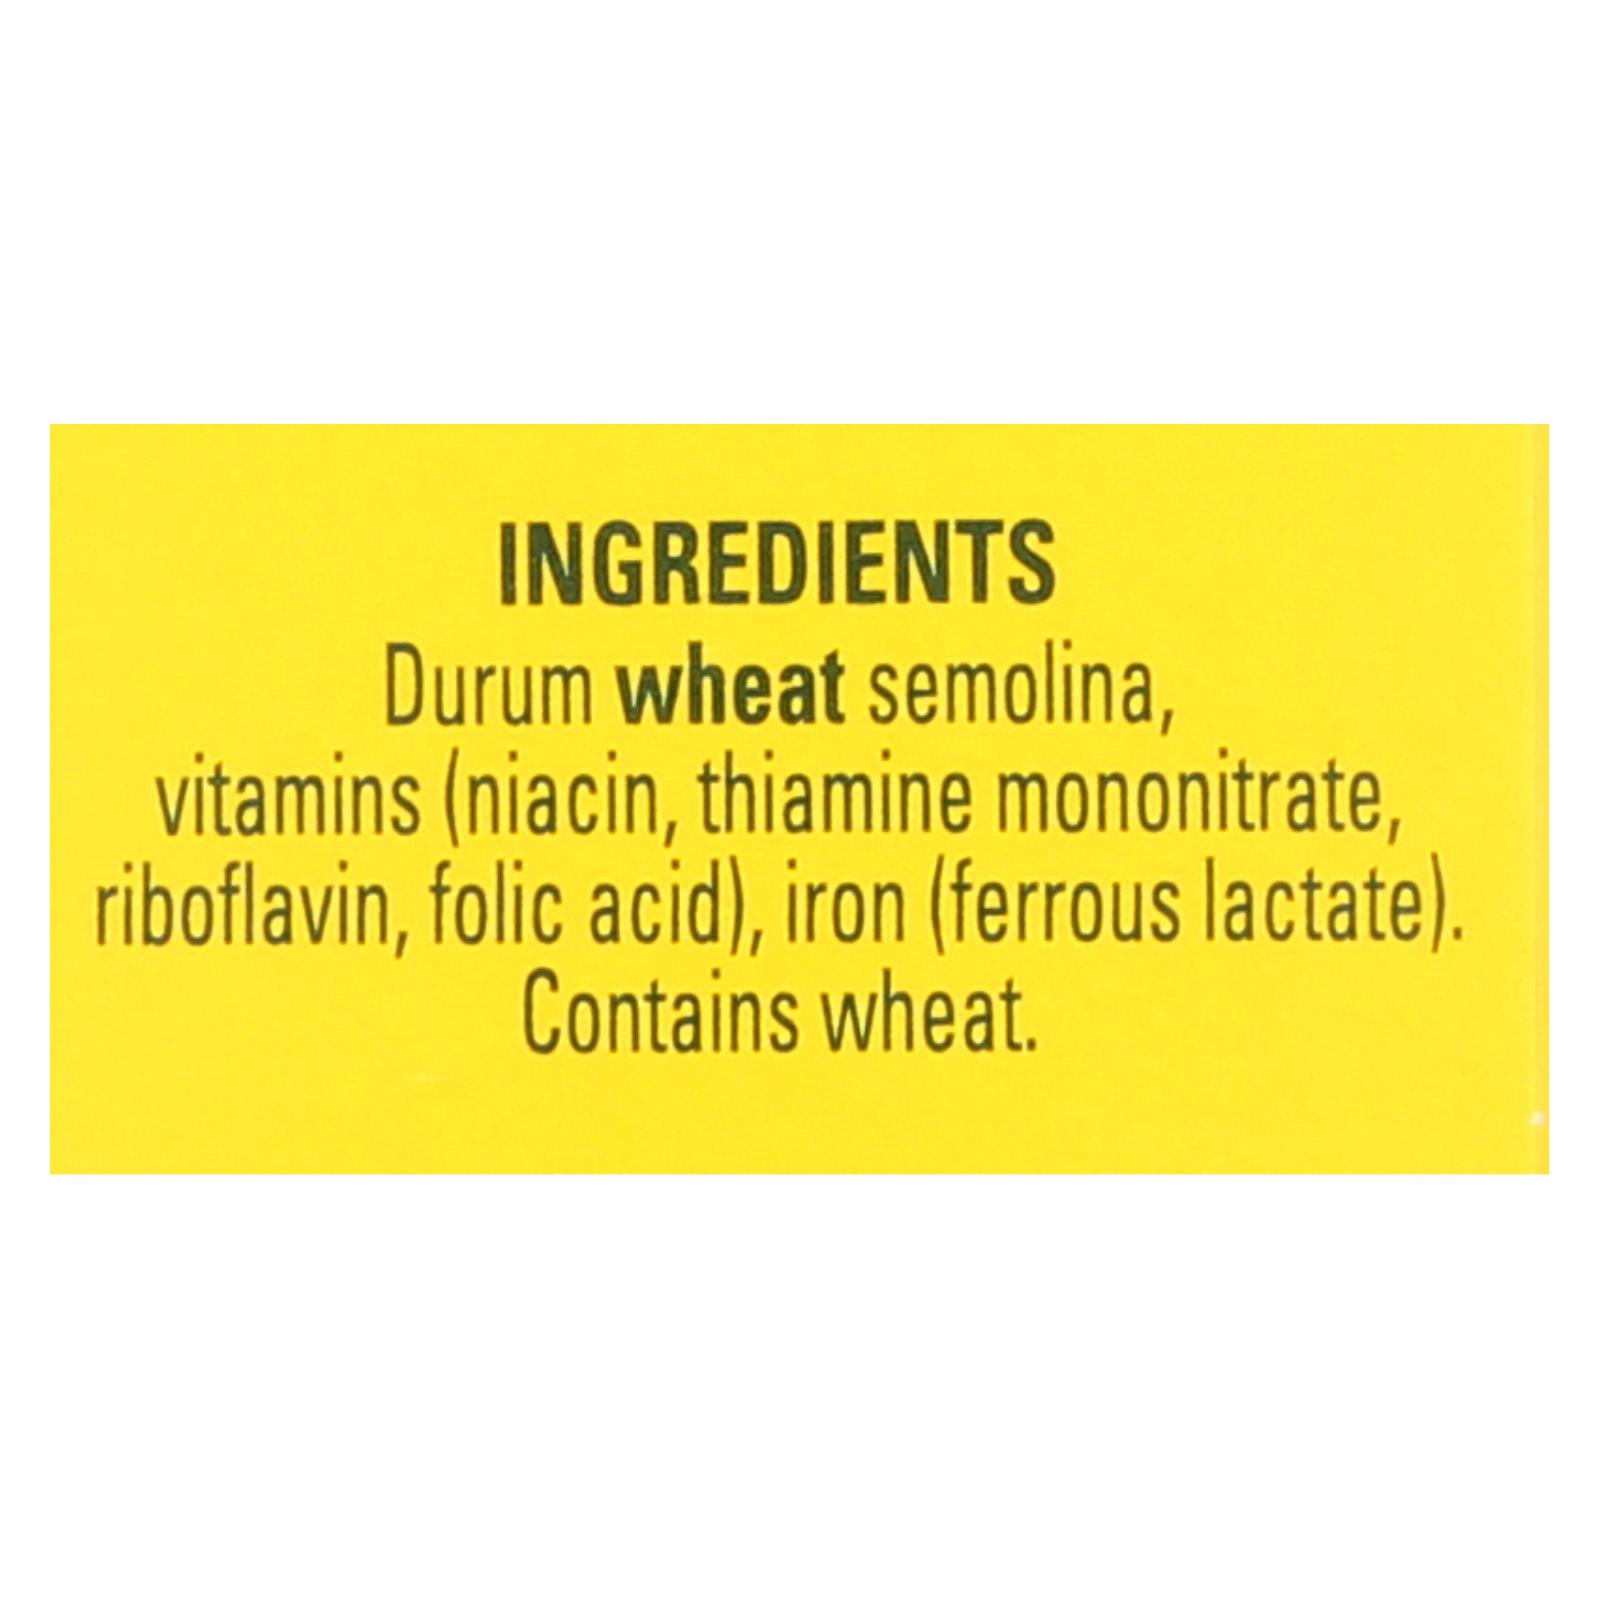 INGREDIENTS
Durum wheat semolina,
vitamins (niacin, thiamine mononitrate,
riboflavin, folic acid), iron (ferrous lactate).
Contains wheat.